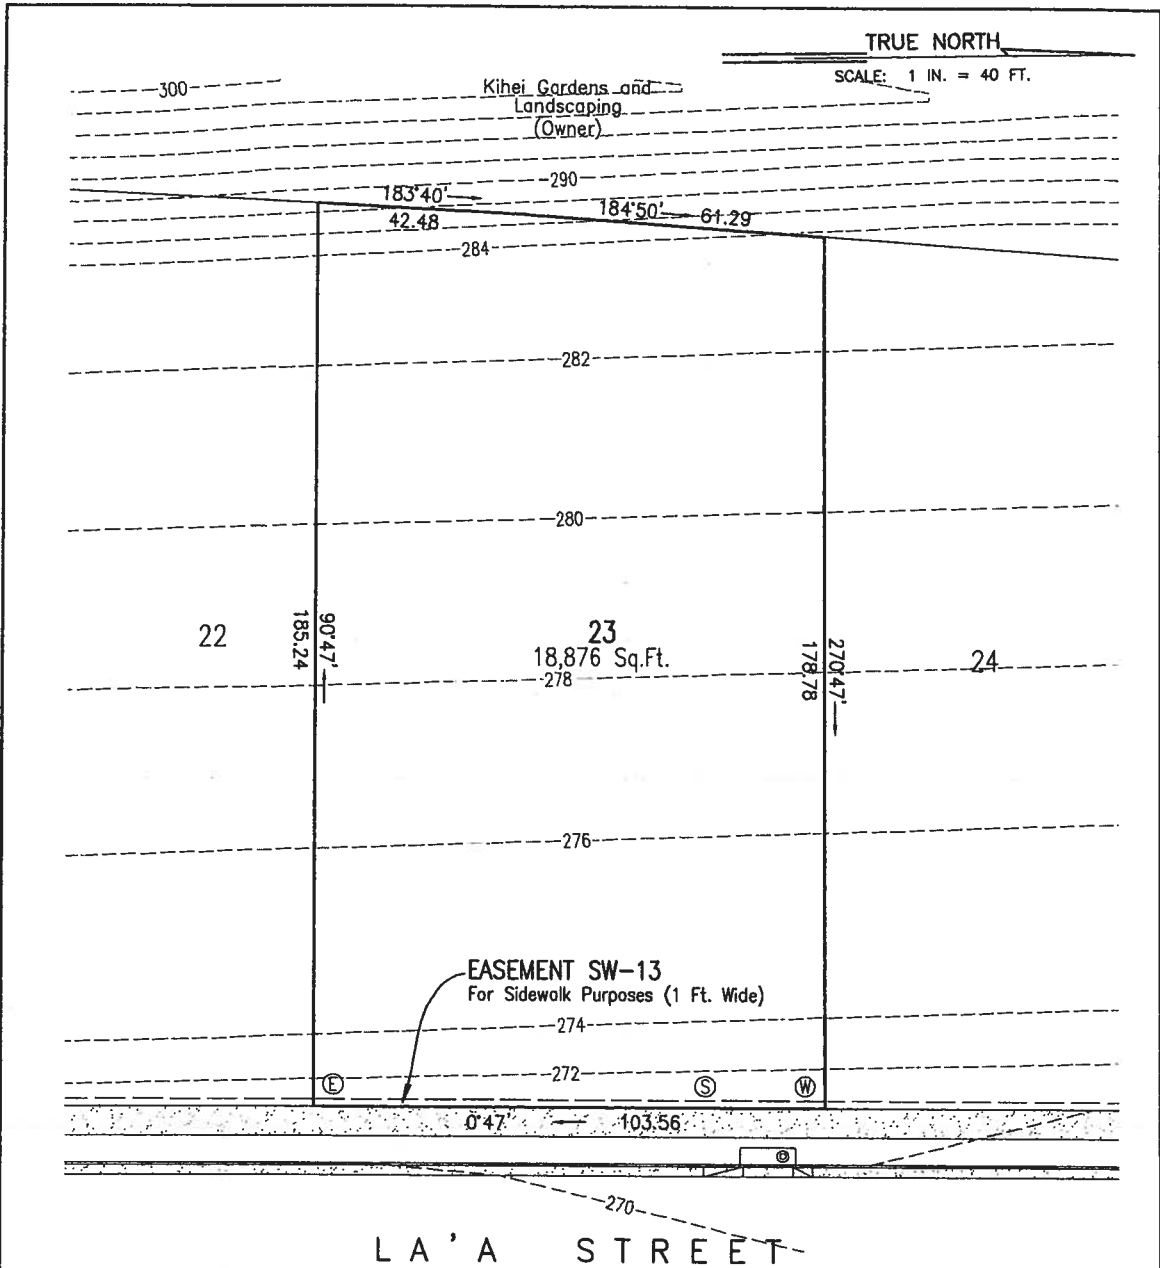 TRUE NORTH
SCALE: 1 IN. = 40 FT.
300
Kihei Gardens and
Landscaping
(Owner)
290
183°40'
42.48
184°50'
61.29
284
282
280
22
90°47'
185.24
23
18,876 Sq.Ft.
278
270°47'
178.78
24
276
EASEMENT SW-13
For Sidewalk Purposes (1 Ft. Wide)
274
272
E
S
W
0°47'
103.56
270
LA'A STREET